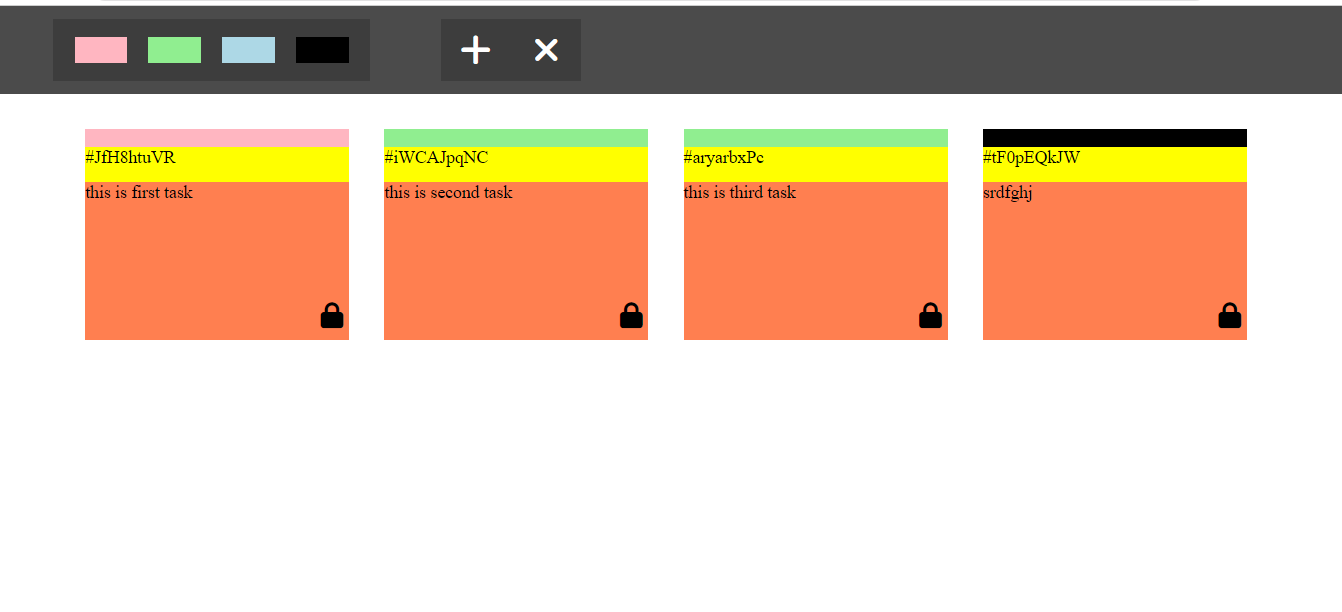 #JfH8htuVR
this is first task
#iWCAJpqNC
this is second task
#aryarbxPc
this is third task
#tF0pEQkJW
srdfghj